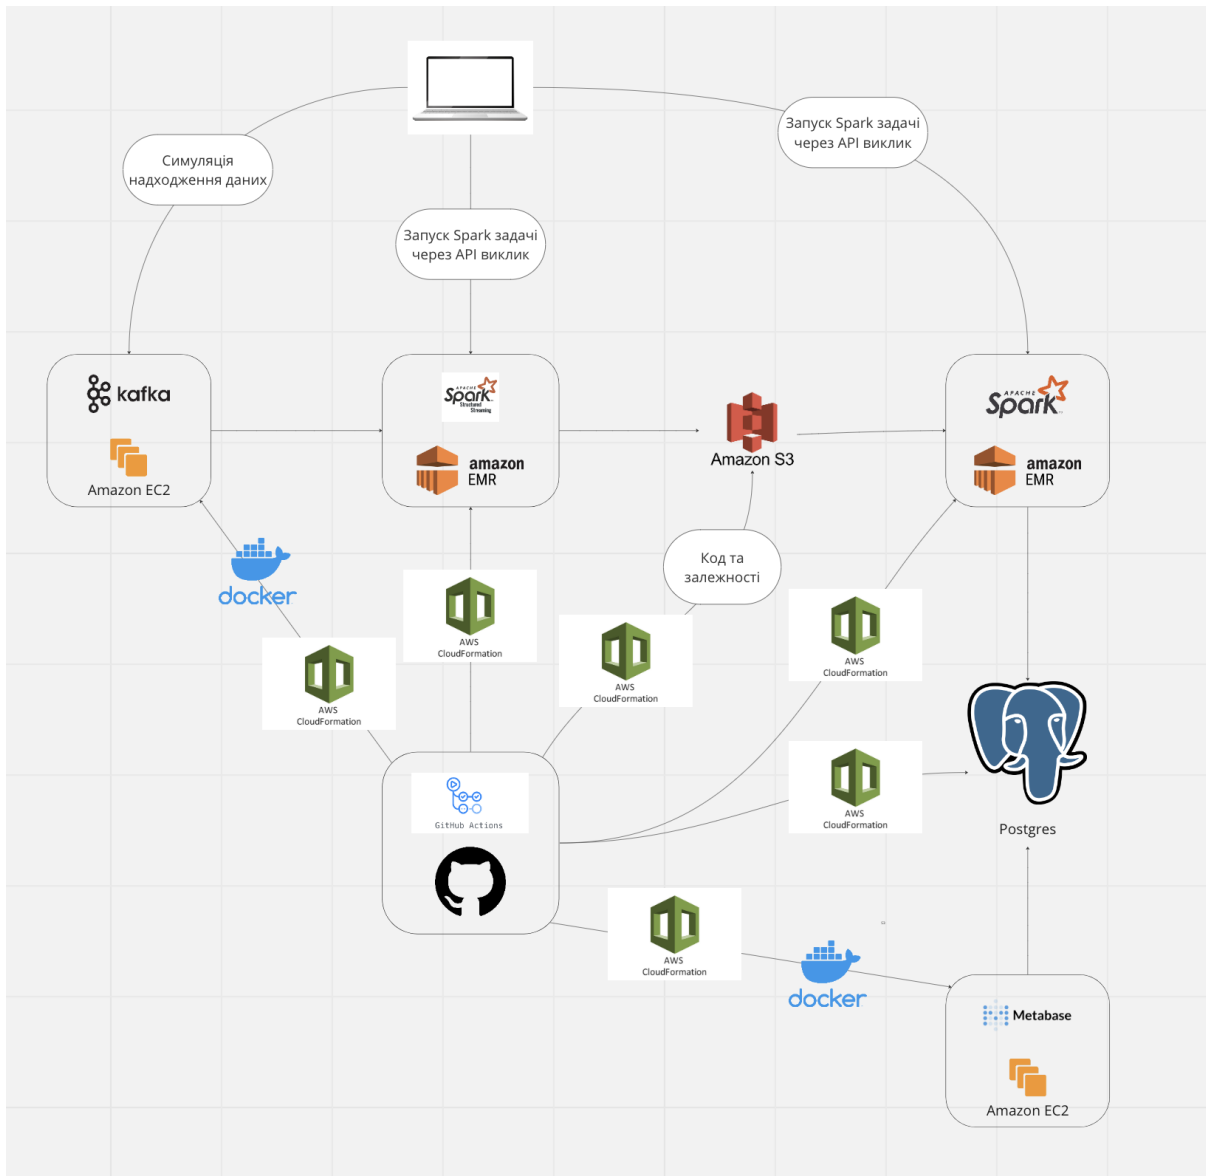 Запуск Spark задачі
через API виклик
Симуляція
надходження даних
Запуск Spark задачі
через API виклик
kafka
Amazon EC2
APACHE
Spark
Structured
Streaming
amazon
EMR
Amazon S3
APACHE
Spark
amazon
EMR
docker
Код та
залежності
AWS
CloudFormation
AWS
CloudFormation
AWS
CloudFormation
AWS
CloudFormation
GitHub Actions
AWS
CloudFormation
Postgres
AWS
CloudFormation
docker
Metabase
Amazon EC2